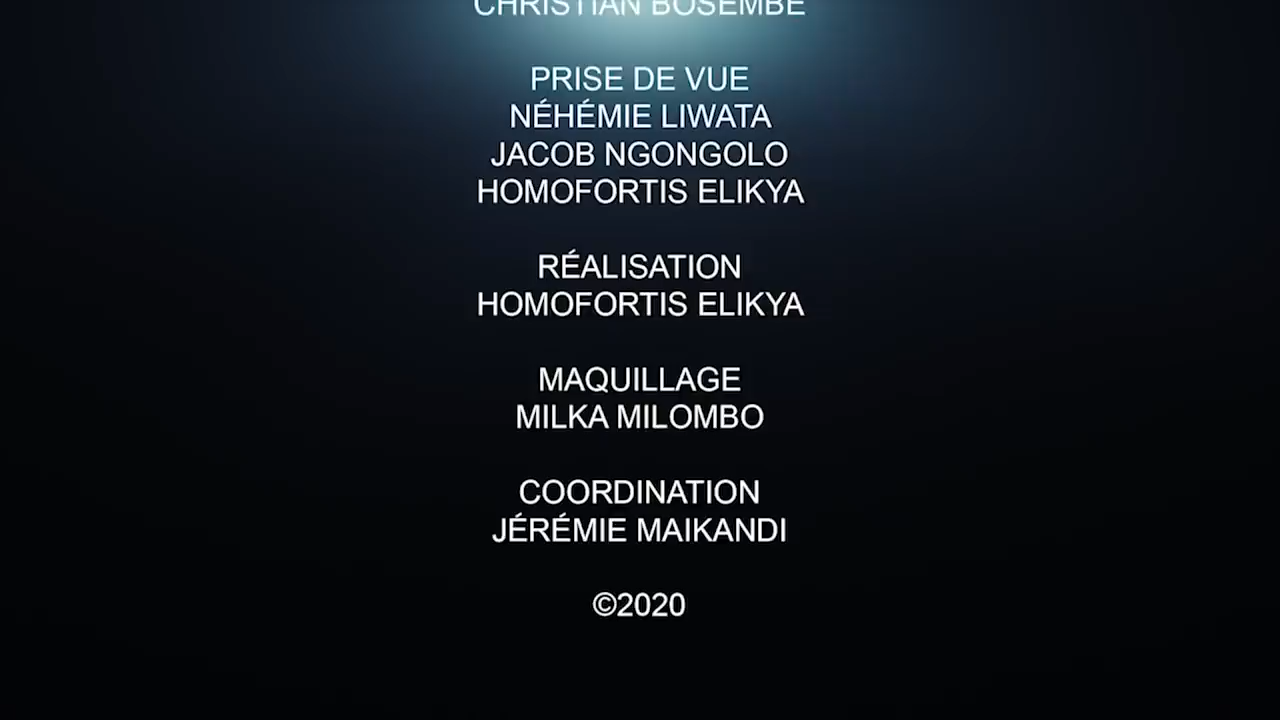 CHRISTIAN BOSEMBE
PRISE DE VUE
NÉHÉMIE LIWATA
JACOB NGONGOLO
HOMOFORTIS ELIKYA
RÉALISATION
HOMOFORTIS ELIKYA
MAQUILLAGE
MILKA MILOMBO
COORDINATION
JÉRÉMIE MAIKANDI
©2020